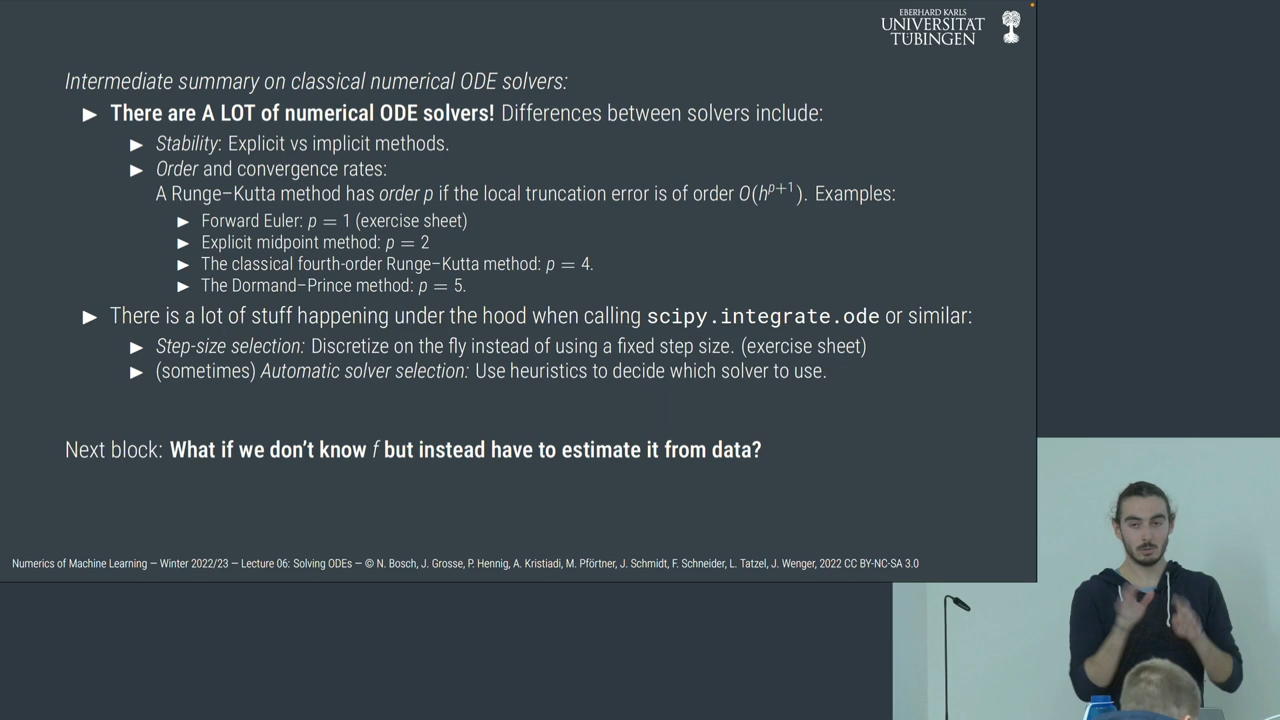 EBERHARD KARLS
UNIVERSITÄT
TÜBINGEN
Intermediate summary on classical numerical ODE solvers:
▶ There are A LOT of numerical ODE solvers! Differences between solvers include:
▶ Stability: Explicit vs implicit methods.
▶ Order and convergence rates:
A Runge–Kutta method has order p if the local truncation error is of order O(h^{p+1}). Examples:
▶ Forward Euler: p = 1 (exercise sheet)
▶ Explicit midpoint method: p = 2
▶ The classical fourth-order Runge–Kutta method: p = 4.
▶ The Dormand–Prince method: p = 5.
▶ There is a lot of stuff happening under the hood when calling scipy.integrate.ode or similar:
▶ Step-size selection: Discretize on the fly instead of using a fixed step size. (exercise sheet)
▶ (sometimes) Automatic solver selection: Use heuristics to decide which solver to use.
Next block: What if we don't know f but instead have to estimate it from data?
Numerics of Machine Learning — Winter 2022/23 — Lecture 06: Solving ODEs — © N. Bosch, J. Grosse, P. Hennig, A. Kristiadi, M. Pförtner, J. Schmidt, F. Schneider, L. Tatzel, J. Wenger, 2022 CC BY-NC-SA 3.0